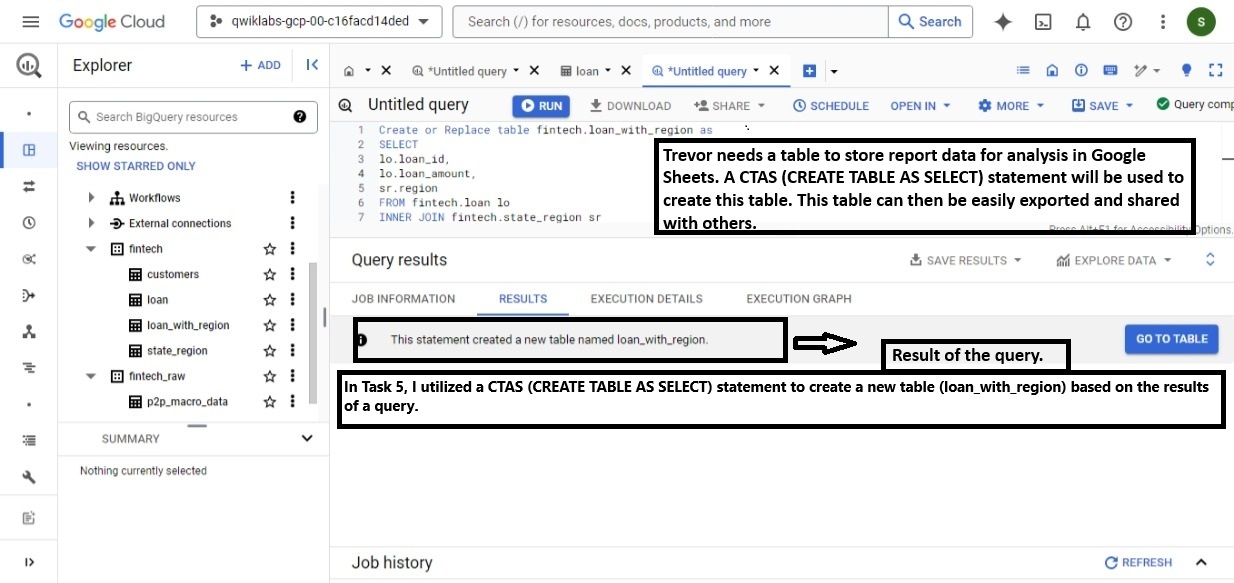 Google Cloud
qwiklabs-gcp-00-c16facd14ded
Search (/) for resources, docs, products, and more
Search
S
Explorer
+ ADD
*Untitled query
loan
*Untitled query
Search BigQuery resources
Viewing resources.
SHOW STARRED ONLY
Workflows
External connections
fintech
customers
loan
loan_with_region
state_region
fintech_raw
p2p_macro_data
SUMMARY
Nothing currently selected
Untitled query
RUN
DOWNLOAD
SHARE
SCHEDULE
OPEN IN
MORE
SAVE
Query comp
1 Create or Replace table fintech.loan_with_region as
2 SELECT
3 lo.loan_id,
4 lo.loan_amount,
5 sr.region
6 FROM fintech.loan lo
7 INNER JOIN fintech.state_region sr
Trevor needs a table to store report data for analysis in Google
Sheets. A CTAS (CREATE TABLE AS SELECT) statement will be used to
create this table. This table can then be easily exported and shared
with others.
Press Alt+F1 for Accessibility Options.
Query results
SAVE RESULTS
EXPLORE DATA
JOB INFORMATION
RESULTS
EXECUTION DETAILS
EXECUTION GRAPH
This statement created a new table named loan_with_region.
GO TO TABLE
Result of the query.
In Task 5, I utilized a CTAS (CREATE TABLE AS SELECT) statement to create a new table (loan_with_region) based on the results
of a query.
Job history
REFRESH